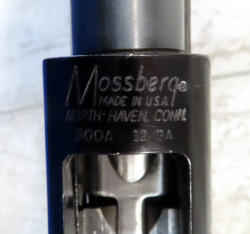 Mossberg®
MADE IN U.S.A.
NORTH-HAVEN, CONN.
500A 12 GA